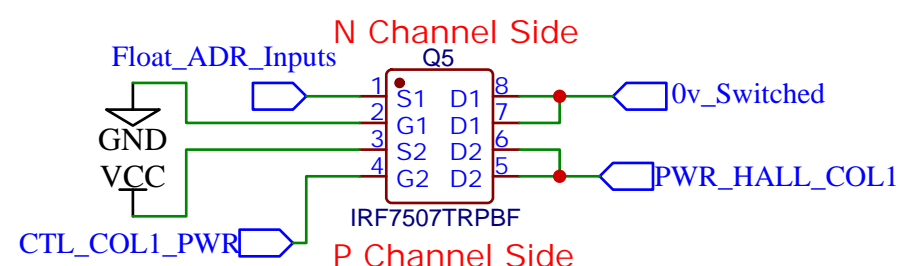 N Channel Side
Float_ADR_Inputs
Q5
1 S1 D1 8
0v_Switched
2 G1 D1 7
GND
3 S2 D2 6
VCC
4 G2 D2 5
PWR_HALL_COL1
IRF7507TRPBF
CTL_COL1_PWR
P Channel Side